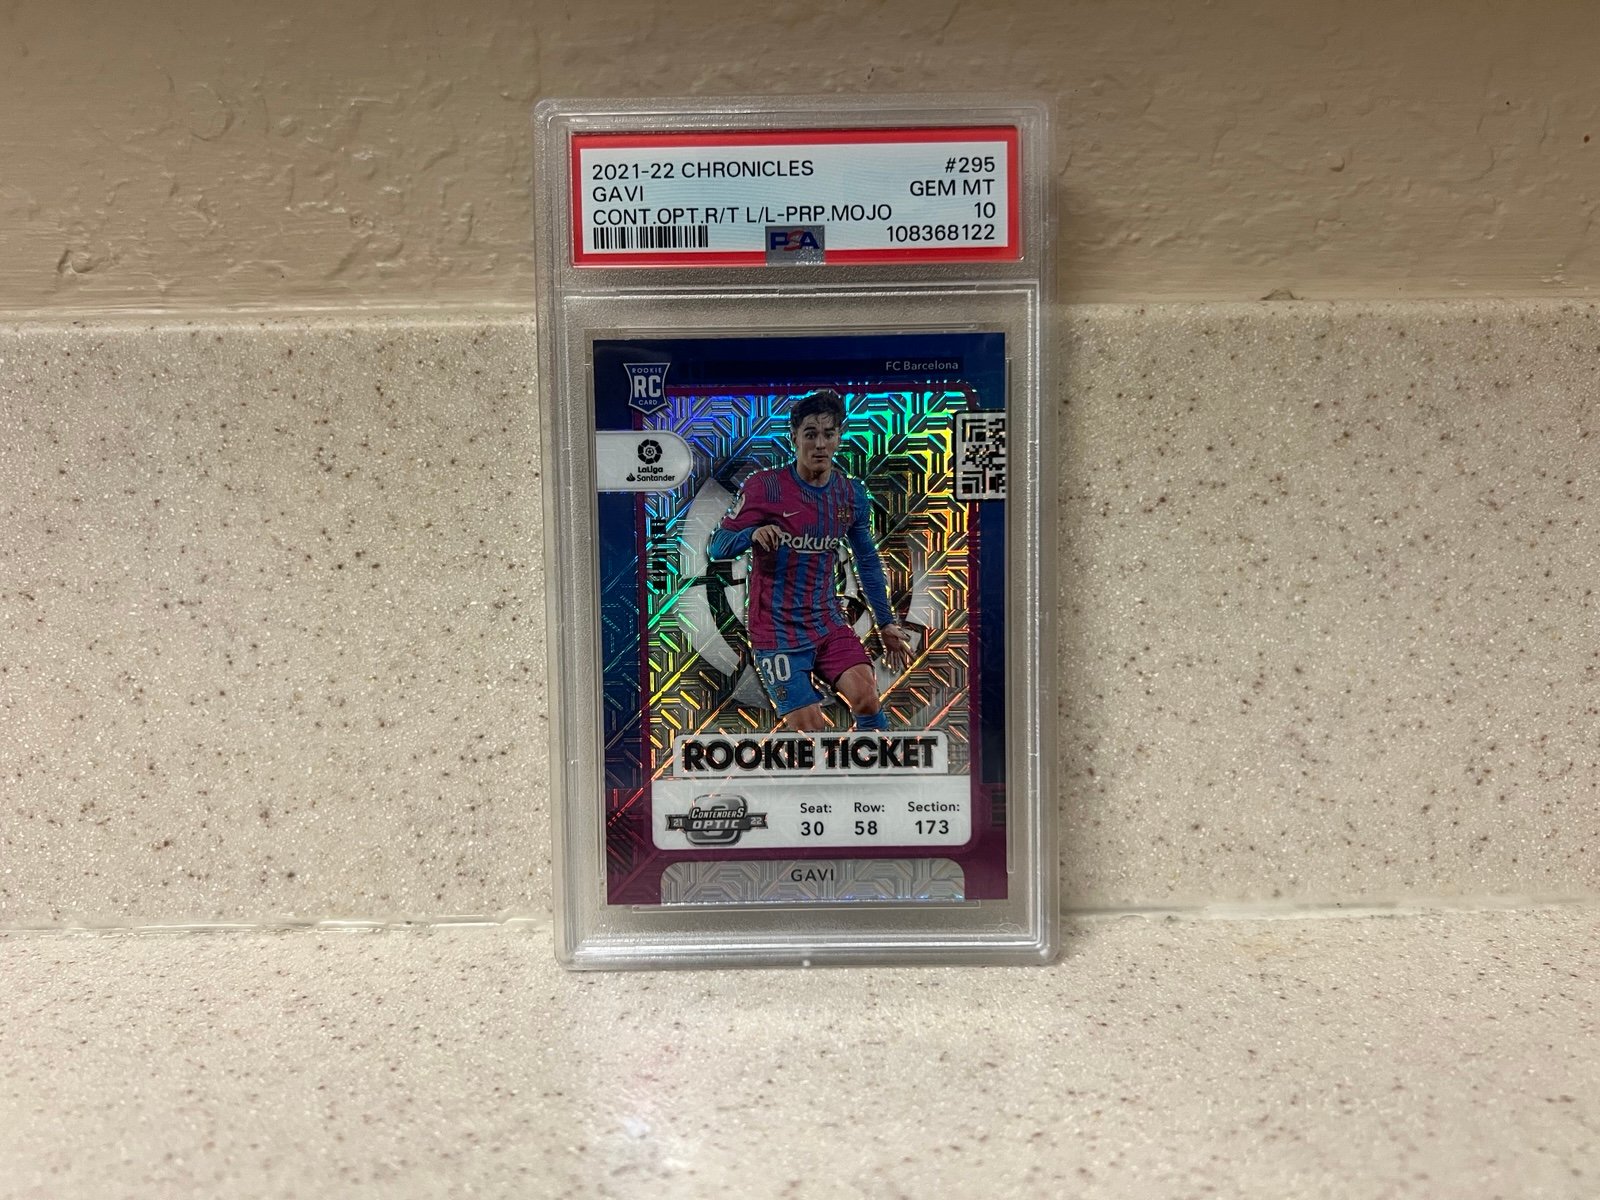 2021-22 CHRONICLES #295
GAVI GEM MT
CONT.OPT.R/T L/L-PRP.MOJO 10
PSA 108368122
ROOKIE
RC
CARD
FC Barcelona
LaLiga
Santander
Rakuten
30
ROOKIE TICKET
21 CONTENDERS OPTIC 22
Seat: Row: Section:
30 58 173
GAVI